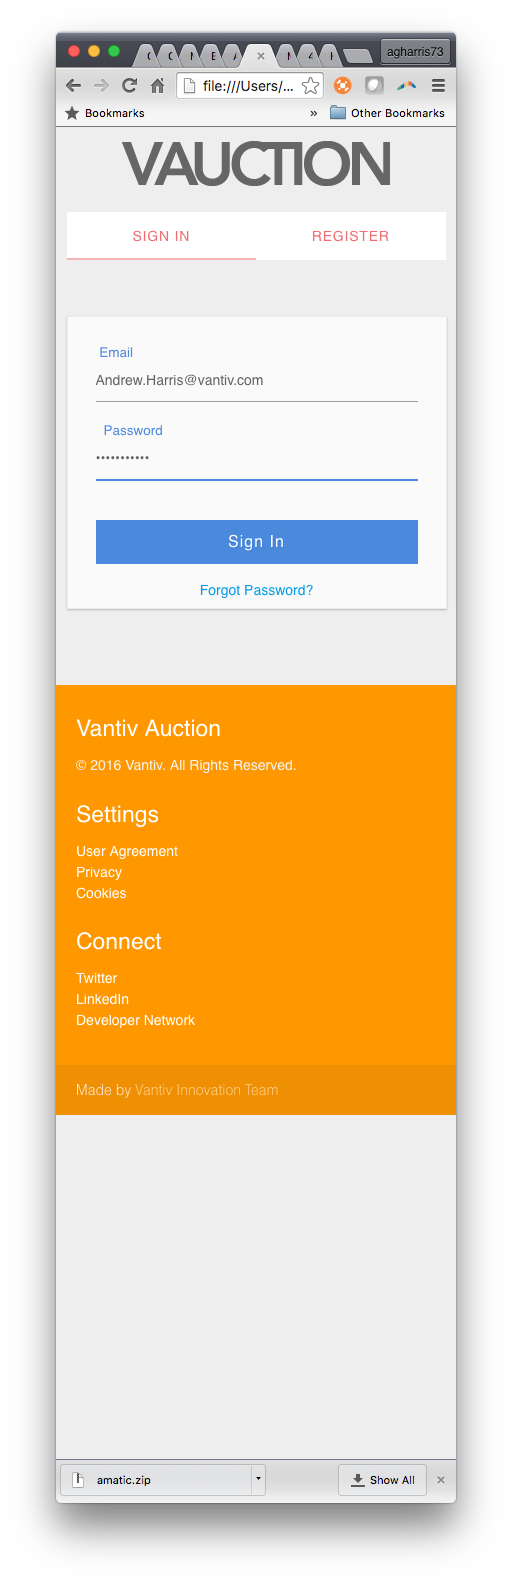 agharris73
file:///Users/...
Bookmarks
»
Other Bookmarks
VAUCTION
SIGN IN
REGISTER
Email
Andrew.Harris@vantiv.com
Password
•••••••••••
Sign In
Forgot Password?
Vantiv Auction
© 2016 Vantiv. All Rights Reserved.
Settings
User Agreement
Privacy
Cookies
Connect
Twitter
LinkedIn
Developer Network
Made by Vantiv Innovation Team
amatic.zip
Show All